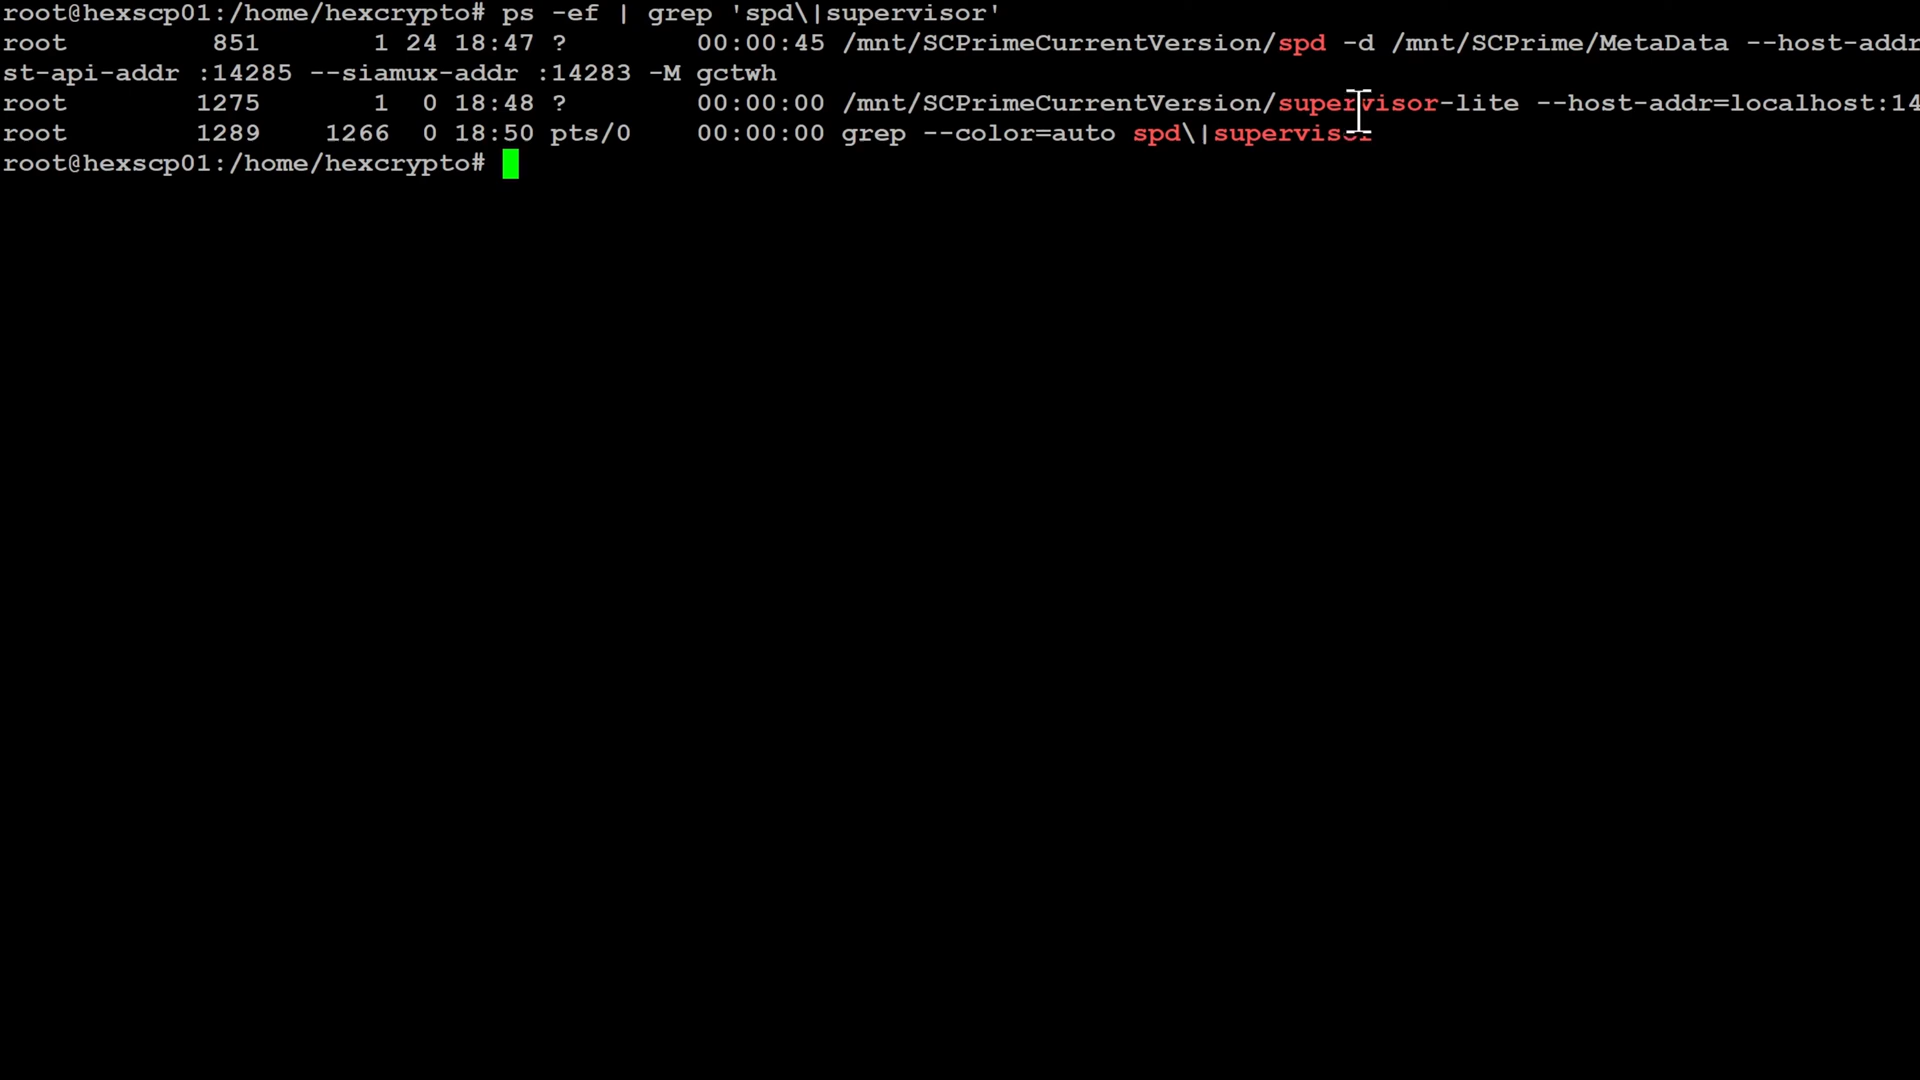 root@hexscp01:/home/hexcrypto# ps -ef | grep 'spd\|supervisor'
root         851       1 24 18:47 ?        00:00:45 /mnt/SCPrimeCurrentVersion/spd -d /mnt/SCPrime/MetaData --host-addr
st-api-addr :14285 --siamux-addr :14283 -M gctwh
root        1275       1  0 18:48 ?        00:00:00 /mnt/SCPrimeCurrentVersion/supervisor-lite --host-addr=localhost:14
root        1289    1266  0 18:50 pts/0    00:00:00 grep --color=auto spd\|supervisor
root@hexscp01:/home/hexcrypto#